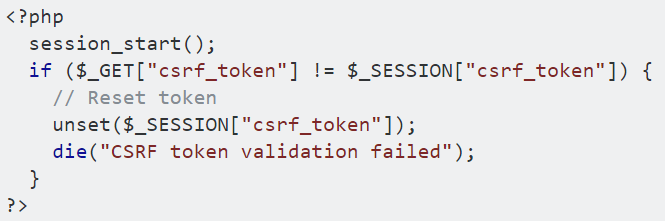 <?php
  session_start();
  if ($_GET["csrf_token"] != $_SESSION["csrf_token"]) {
    // Reset token
    unset($_SESSION["csrf_token"]);
    die("CSRF token validation failed");
  }
?>